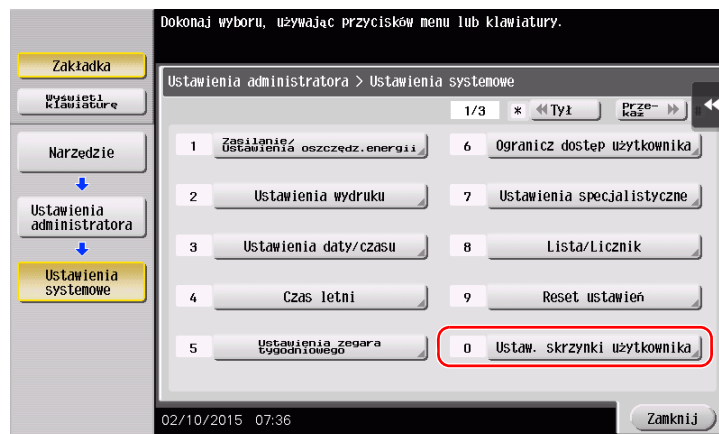 Dokonaj wyboru, używając przycisków menu lub klawiatury.
Zakładka
Wyświetl
klawiaturę
Narzędzie
Ustawienia
administratora
Ustawienia
systemowe
Ustawienia administratora > Ustawienia systemowe
1/3 * Tył Prze-
każ
1 Zasilanie/
Ustawienia oszczędz.energii
6 Ogranicz dostęp użytkownika
2 Ustawienia wydruku
7 Ustawienia specjalistyczne
3 Ustawienia daty/czasu
8 Lista/Licznik
4 Czas letni
9 Reset ustawień
5 Ustawienia zegara
tygodniowego
0 Ustaw. skrzynki użytkownika
02/10/2015 07:36
Zamknij